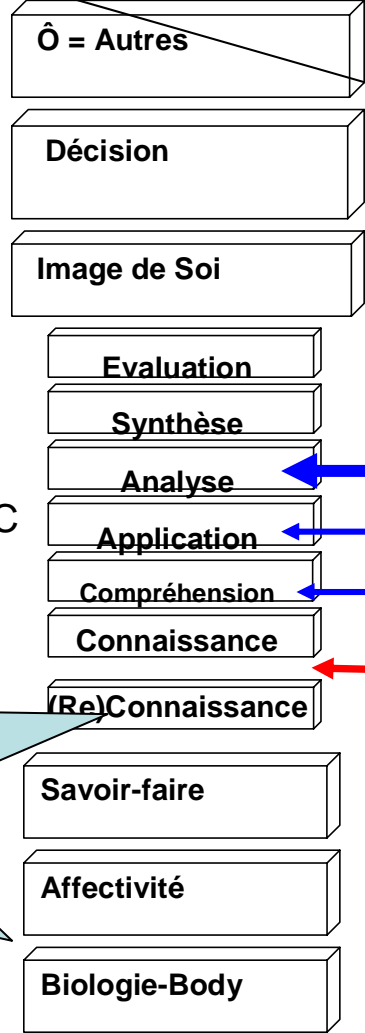 Ô = Autres
Décision
Image de Soi
Evaluation
Synthèse
Analyse
C
Application
Compréhension
Connaissance
(Re)Connaissance
Savoir-faire
Affectivité
Biologie-Body